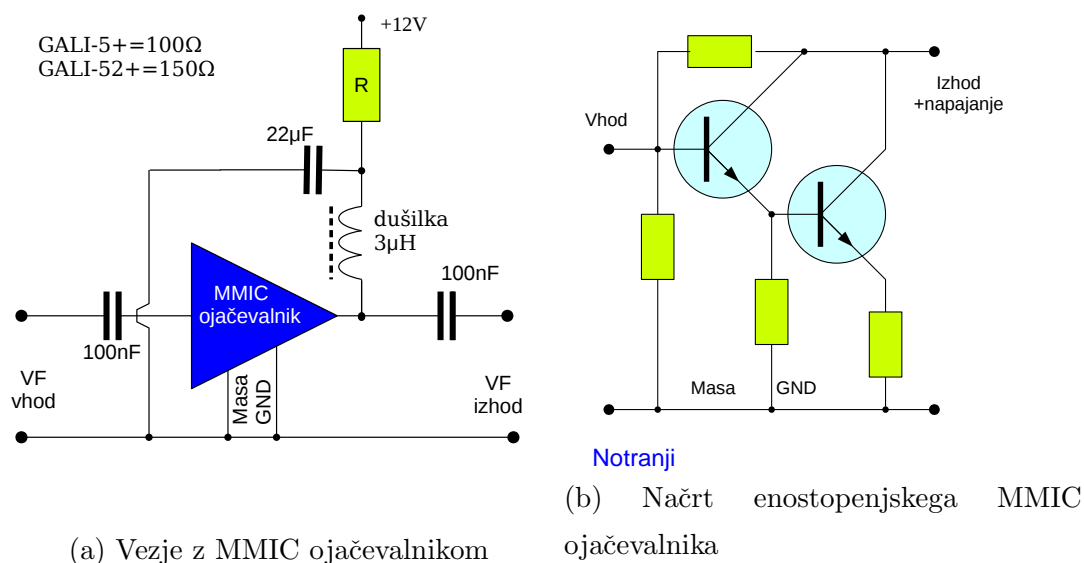 GALI-5+=100Ω
GALI-52+=150Ω
+12V
R
22µF
dušilka
3µH
100nF
MMIC
ojačevalnik
100nF
VF
vhod
Masa
GND
VF
izhod
(a) Vezje z MMIC ojačevalnikom
Vhod
Izhod
+napajanje
Masa
GND
Notranji
(b) Načrt enostopenjskega MMIC
ojačevalnika